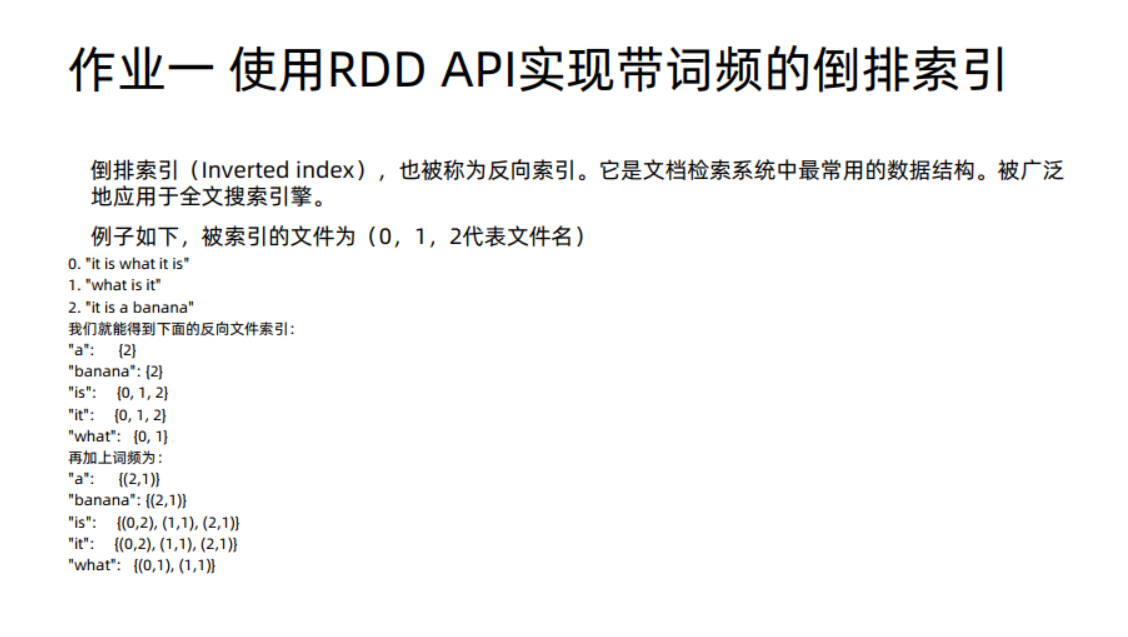 作业一 使用RDD API实现带词频的倒排索引
倒排索引（Inverted index），也被称为反向索引。它是文档检索系统中最常用的数据结构。被广泛
地应用于全文搜索引擎。
例子如下，被索引的文件为（0，1，2代表文件名）
0. "it is what it is"
1. "what is it"
2. "it is a banana"
我们就能得到下面的反向文件索引：
"a": {2}
"banana": {2}
"is": {0, 1, 2}
"it": {0, 1, 2}
"what": {0, 1}
再加上词频为：
"a": {(2,1)}
"banana": {(2,1)}
"is": {(0,2), (1,1), (2,1)}
"it": {(0,2), (1,1), (2,1)}
"what": {(0,1), (1,1)}